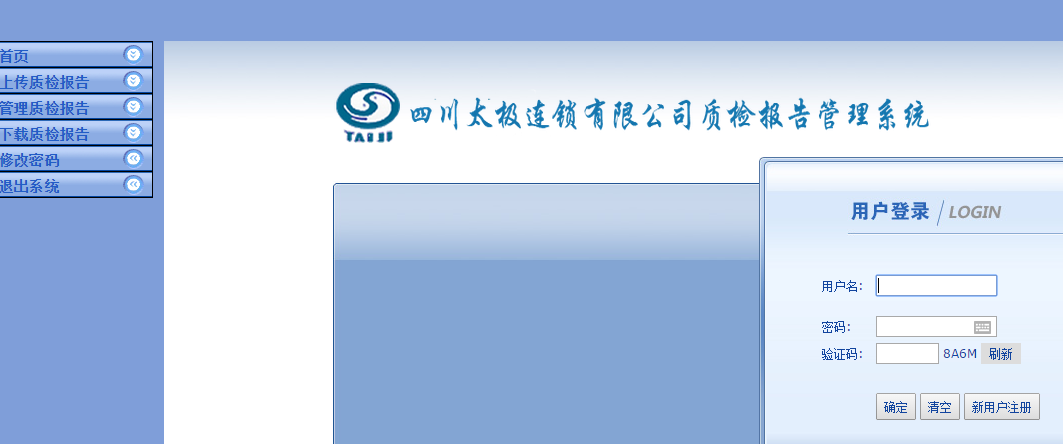 首页
上传质检报告
管理质检报告
下载质检报告
修改密码
退出系统
TAIJI
四川太极连锁有限公司质检报告管理系统
用户登录 / LOGIN
用户名:
密码:
验证码: 8A6M 刷新
确定 清空 新用户注册